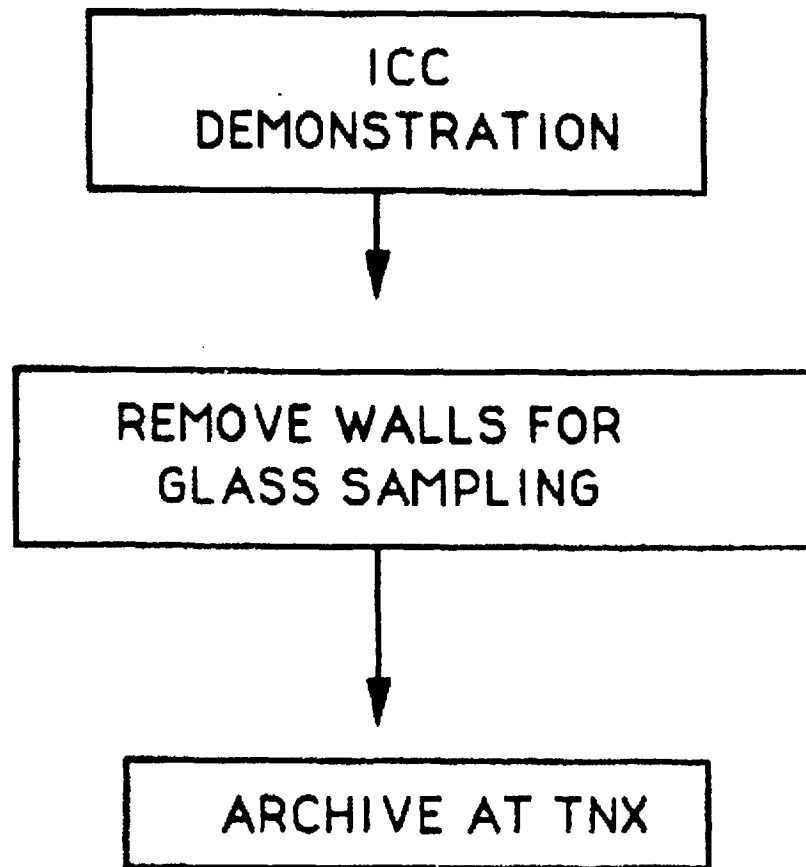 ICC
DEMONSTRATION
REMOVE WALLS FOR
GLASS SAMPLING
ARCHIVE AT TNX